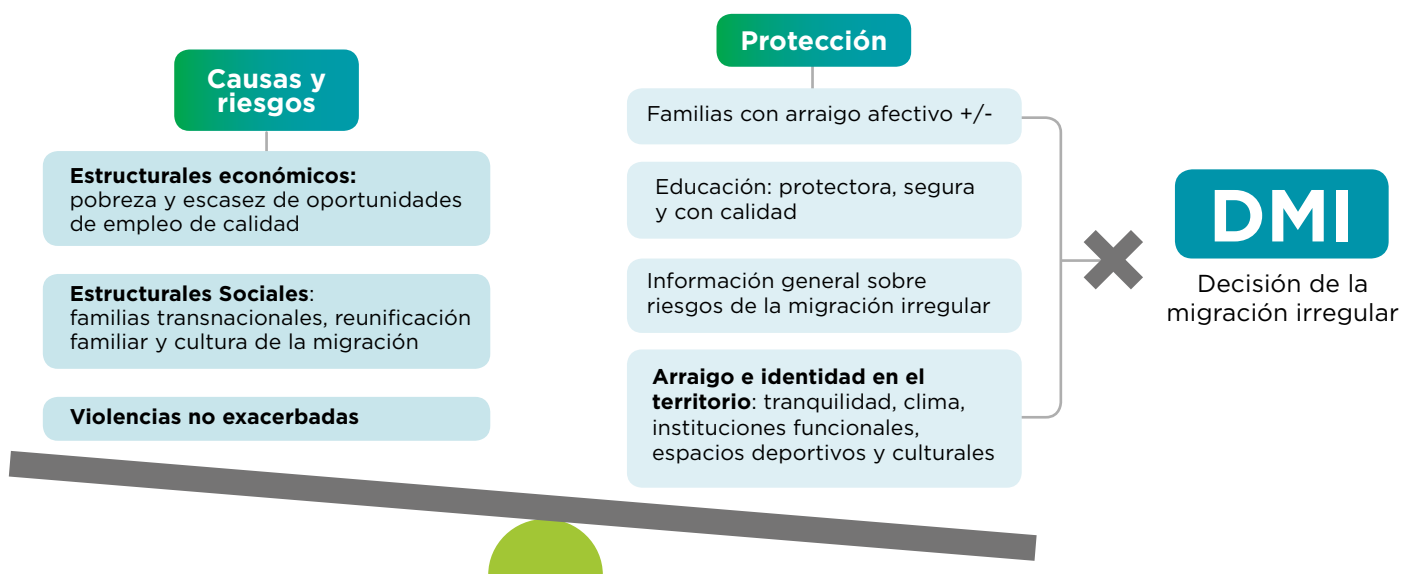 Causas y
riesgos
Estructurales económicos:
pobreza y escasez de oportunidades
de empleo de calidad
Estructurales Sociales:
familias transnacionales, reunificación
familiar y cultura de la migración
Violencias no exacerbadas
Protección
Familias con arraigo afectivo +/-
Educación: protectora, segura
y con calidad
Información general sobre
riesgos de la migración irregular
Arraigo e identidad en el
territorio: tranquilidad, clima,
instituciones funcionales,
espacios deportivos y culturales
DMI
Decisión de la
migración irregular